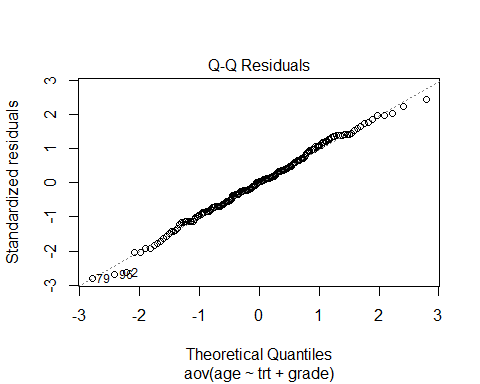 Q-Q Residuals
Standardized residuals
3
2
1
0
-1
-2
-3
79
2
-3 -2 -1 0 1 2 3
Theoretical Quantiles
aov(age ~ trt + grade)